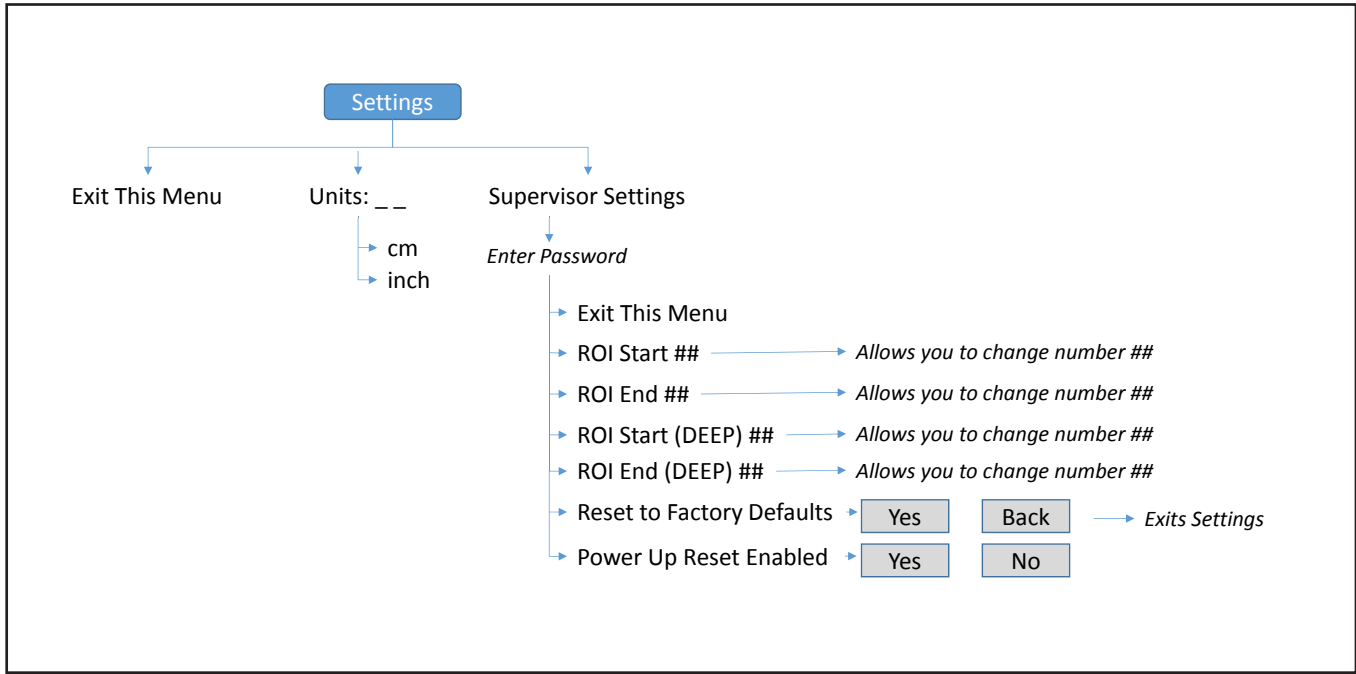 Settings
Exit This Menu
Units: _ _
Supervisor Settings
cm
inch
Enter Password
Exit This Menu
ROI Start ##
Allows you to change number ##
ROI End ##
Allows you to change number ##
ROI Start (DEEP) ##
Allows you to change number ##
ROI End (DEEP) ##
Allows you to change number ##
Reset to Factory Defaults
Yes
Back
Exits Settings
Power Up Reset Enabled
Yes
No